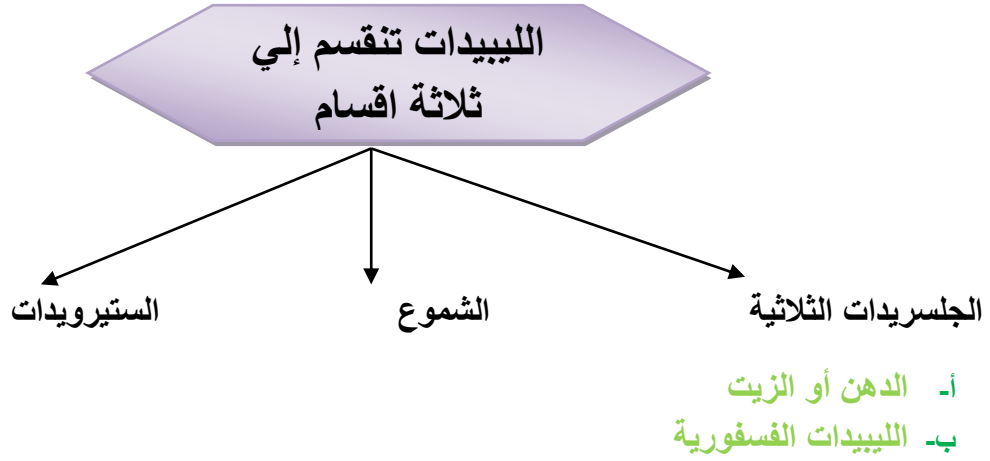 الليبيدات تنقسم إلي
ثلاثة اقسام
الجلسريدات الثلاثية
الشموع
الستيرويدات
أ- الدهن أو الزيت
ب- الليبيدات الفسفورية